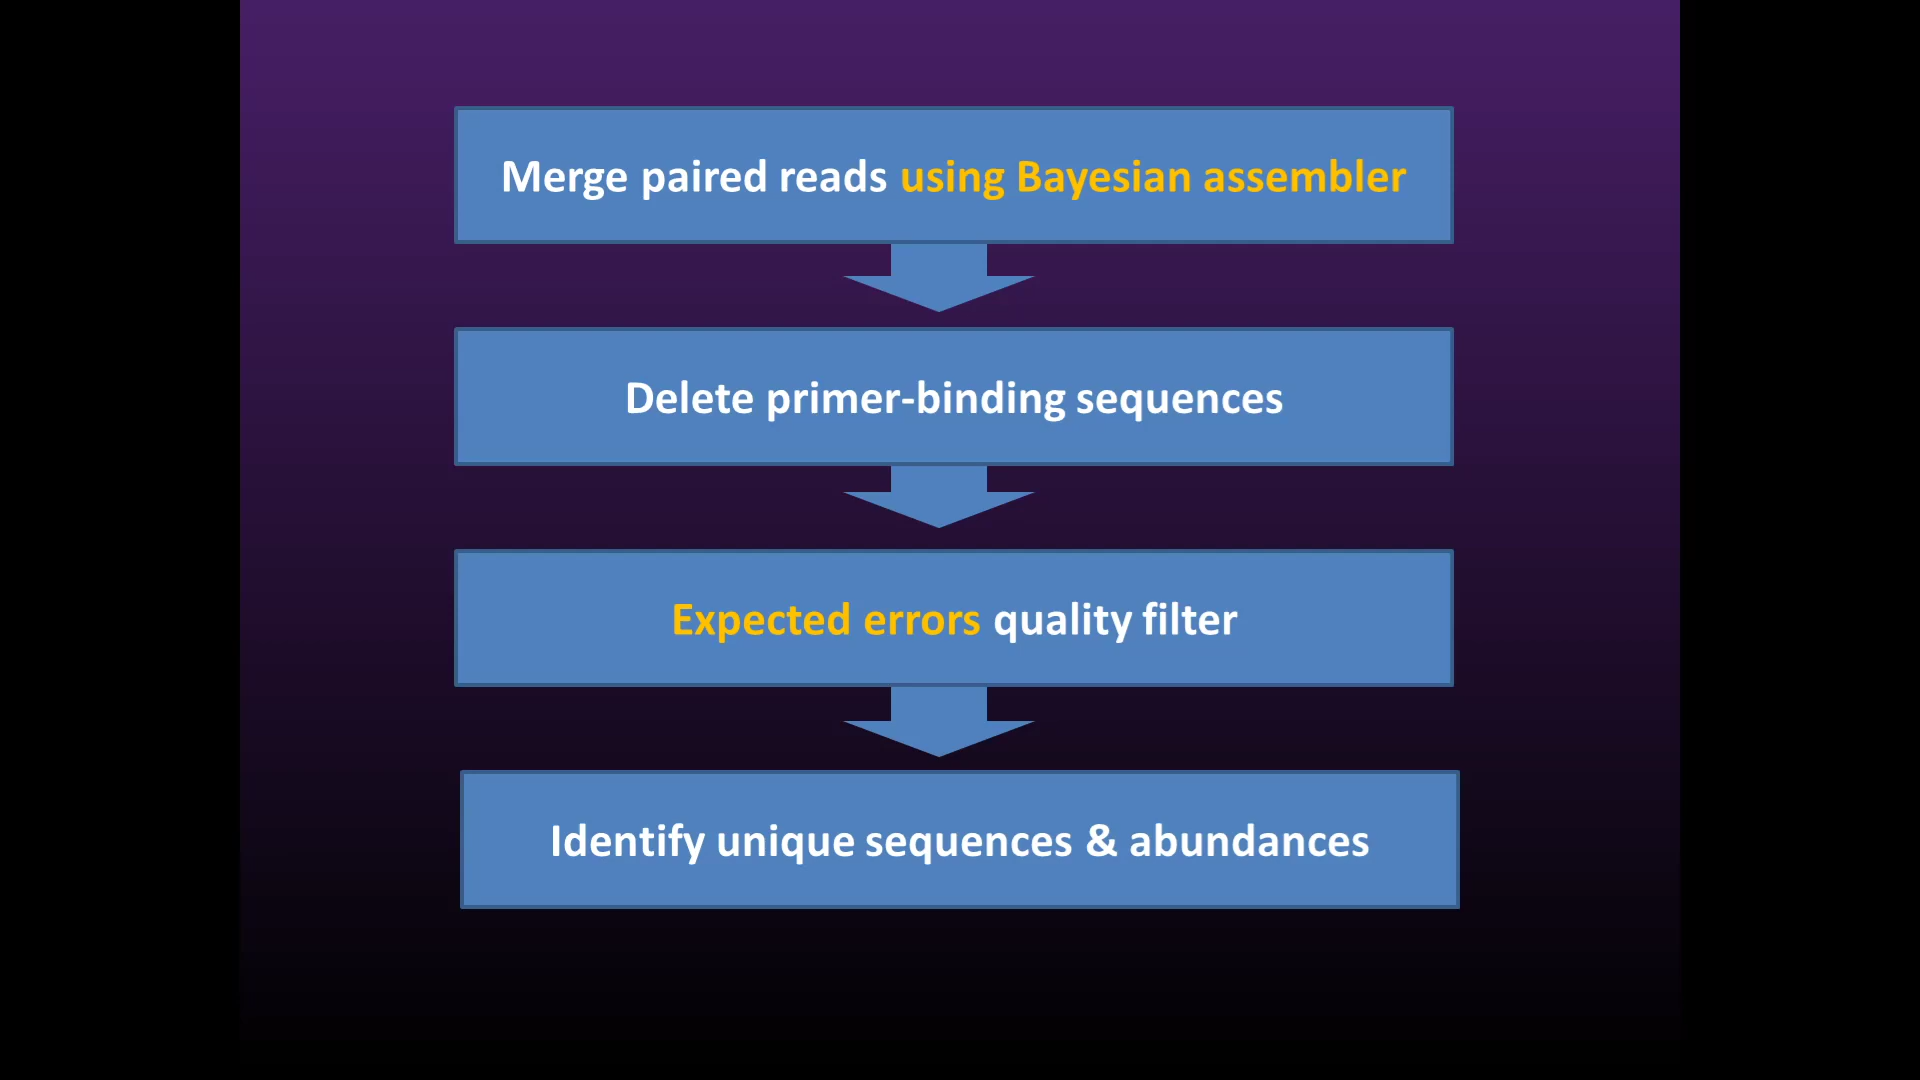 Merge paired reads using Bayesian assembler
Delete primer-binding sequences
Expected errors quality filter
Identify unique sequences & abundances